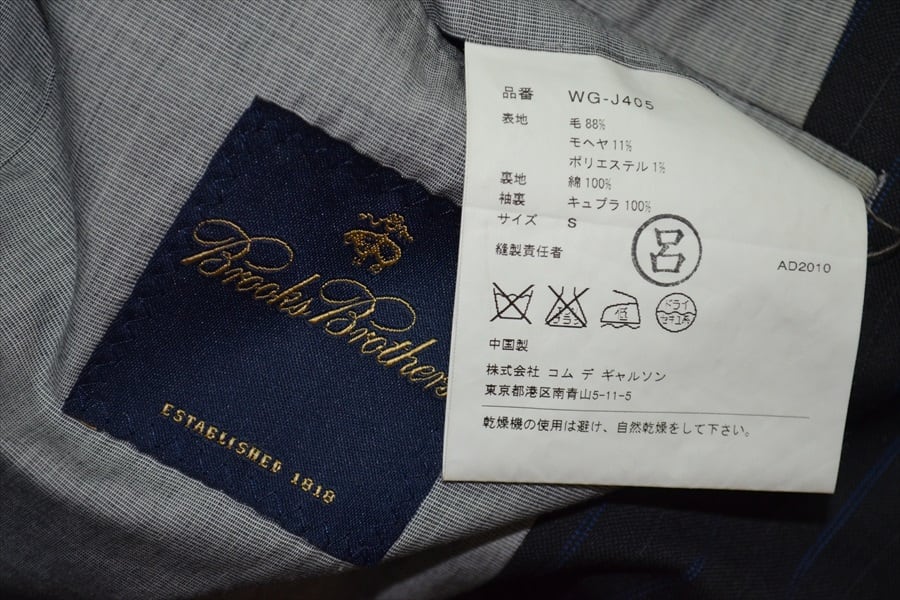 Brooks Brothers
ESTABLISHED 1818
品番 WG-J405
表地 毛 88%
モヘヤ 11%
ポリエステル 1%
裏地 綿 100%
袖裏 キュプラ 100%
サイズ S
縫製責任者 呂
AD2010
低
ドライ
中国製
株式会社 コム デ ギャルソン
東京都港区南青山5-11-5
乾燥機の使用は避け、自然乾燥をして下さい。